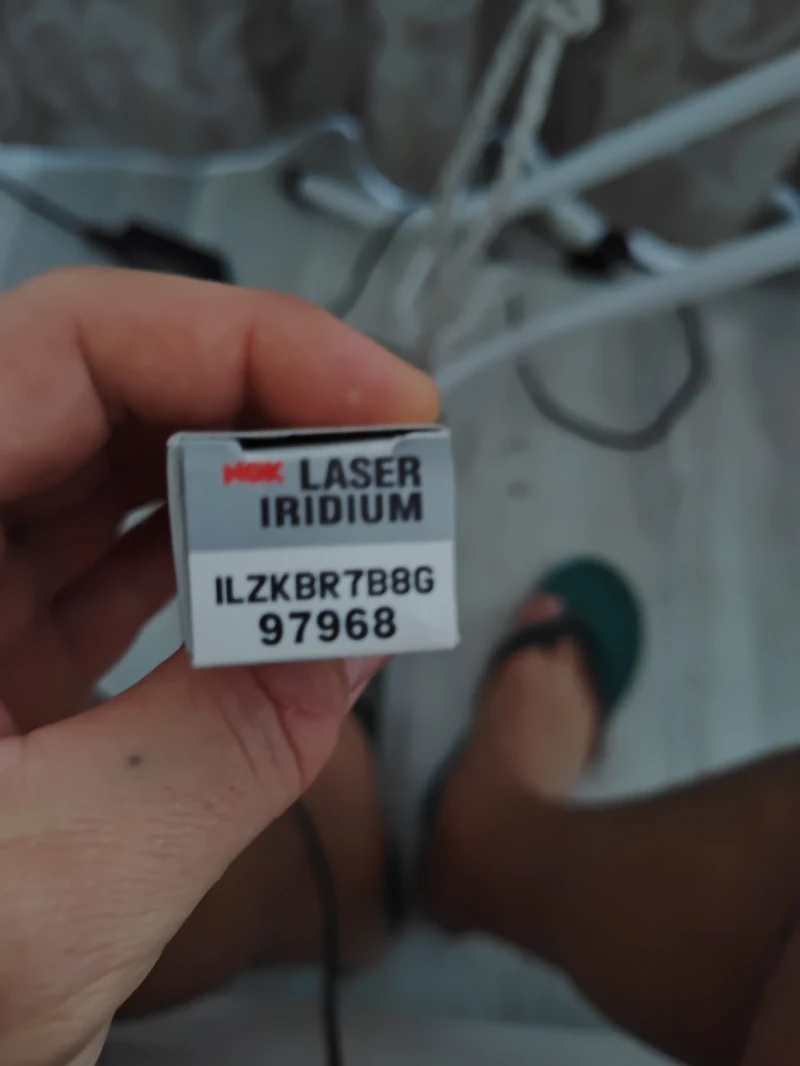 NGK LASER
IRIDIUM
ILZKBR7B8G
97968